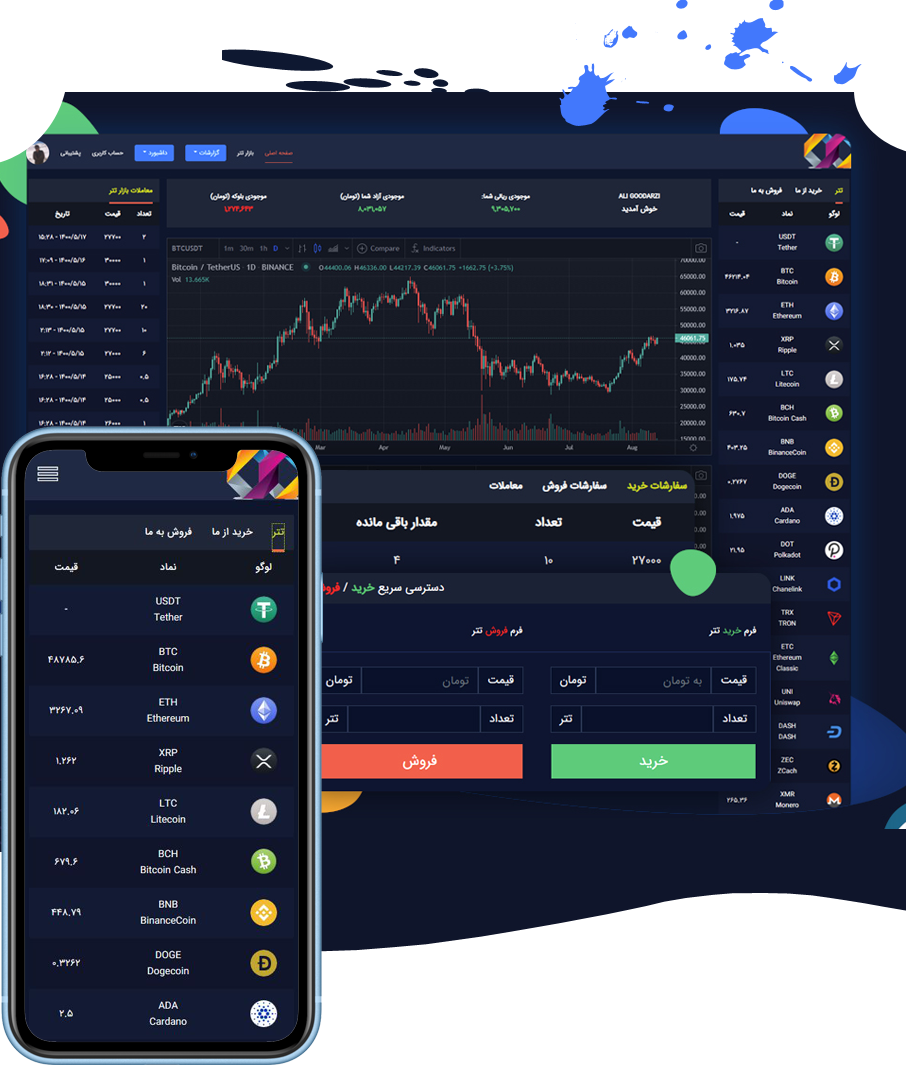 صفحه اصلی
بازار تتر
گزارشات
داشبورد
حساب کاربری
پشتیبانی
تتر
خرید از ما
فروش به ما
لوگو
نماد
قیمت
USDT
Tether
-
BTC
Bitcoin
۴۶۲۱۴.۰۴
ETH
Ethereum
۳۲۱۶.۸۷
XRP
Ripple
۱.۰۳۵
LTC
Litecoin
۱۷۵.۷۴
BCH
Bitcoin Cash
۶۳۰.۷
BNB
BinanceCoin
۴۰۳.۲۵
DOGE
Dogecoin
۰.۲۷۶۷
ADA
Cardano
۱.۹۷۵
DOT
Polkadot
۲۱.۹۵
LINK
Chanelink
TRX
TRON
ETC
Ethereum
Classic
UNI
Uniswap
DASH
DASH
ZEC
ZCach
XMR
Monero
۲۶۵.۳۶
ALI GOODARZI
خوش آمدید
موجودی ریالی شما:
۹,۳۰۵,۷۰۰
موجودی آزاد شما (تومان)
۸,۰۳۱,۰۵۷
موجودی بلوکه (تومان)
۱,۲۷۴,۶۴۳
معاملات بازار تتر
تعداد قیمت تاریخ
۲ ۲۷۷۰۰ ۱۴۰۰/۵/۱۷ - ۱۵:۲۸
۱ ۳۰۰۰۰ ۱۴۰۰/۵/۱۶ - ۱۷:۰۹
۱ ۳۰۰۰۰ ۱۴۰۰/۵/۱۵ - ۱۸:۳۱
۲۰ ۲۷۷۰۰ ۱۴۰۰/۵/۱۵ - ۱۸:۳۰
۱۰ ۲۷۷۰۰ ۱۴۰۰/۵/۱۵ - ۲:۱۳
۶ ۲۷۰۰۰ ۱۴۰۰/۵/۱۵ - ۲:۱۲
۰.۵ ۲۵۰۰۰ ۱۴۰۰/۵/۱۴ - ۱۶:۲۸
۰.۵ ۲۵۰۰۰ ۱۴۰۰/۵/۱۴ - ۱۶:۲۸
۱ ۲۶۰۰۰ ۱۴۰۰/۵/۱۴ - ۱۶:۲۸
BTCUSDT 1m 30m 1h D Compare Indicators
Bitcoin / TetherUS · 1D · BINANCE O44400.06 H46336.00 L44217.39 C46061.75 +1662.75 (+3.75%)
Vol 13.665K
70000.00
65000.00
60000.00
55000.00
50000.00
46061.75
40000.00
35000.00
30000.00
25000.00
20000.00
15000.00
Mar Apr May Jun Jul Aug
سفارشات خرید
سفارشات فروش
معاملات
قیمت
تعداد
مقدار باقی مانده
۲۷۰۰۰
۱۰
۴
دسترسی سریع خرید /
فرم خرید تتر
قیمت
به تومان
تومان
تعداد
تتر
خرید
فرم فروش تتر
قیمت
تومان
تومان
تعداد
تتر
فروش
تتر
خرید از ما
فروش به ما
لوگو
نماد
قیمت
USDT
Tether
-
BTC
Bitcoin
۴۸۷۸۵.۶
ETH
Ethereum
۳۲۶۷.۰۹
XRP
Ripple
۱.۲۶۲
LTC
Litecoin
۱۸۲.۰۶
BCH
Bitcoin Cash
۶۷۹.۶
BNB
BinanceCoin
۴۴۸.۷۹
DOGE
Dogecoin
۰.۳۲۶۲
ADA
Cardano
۲.۵